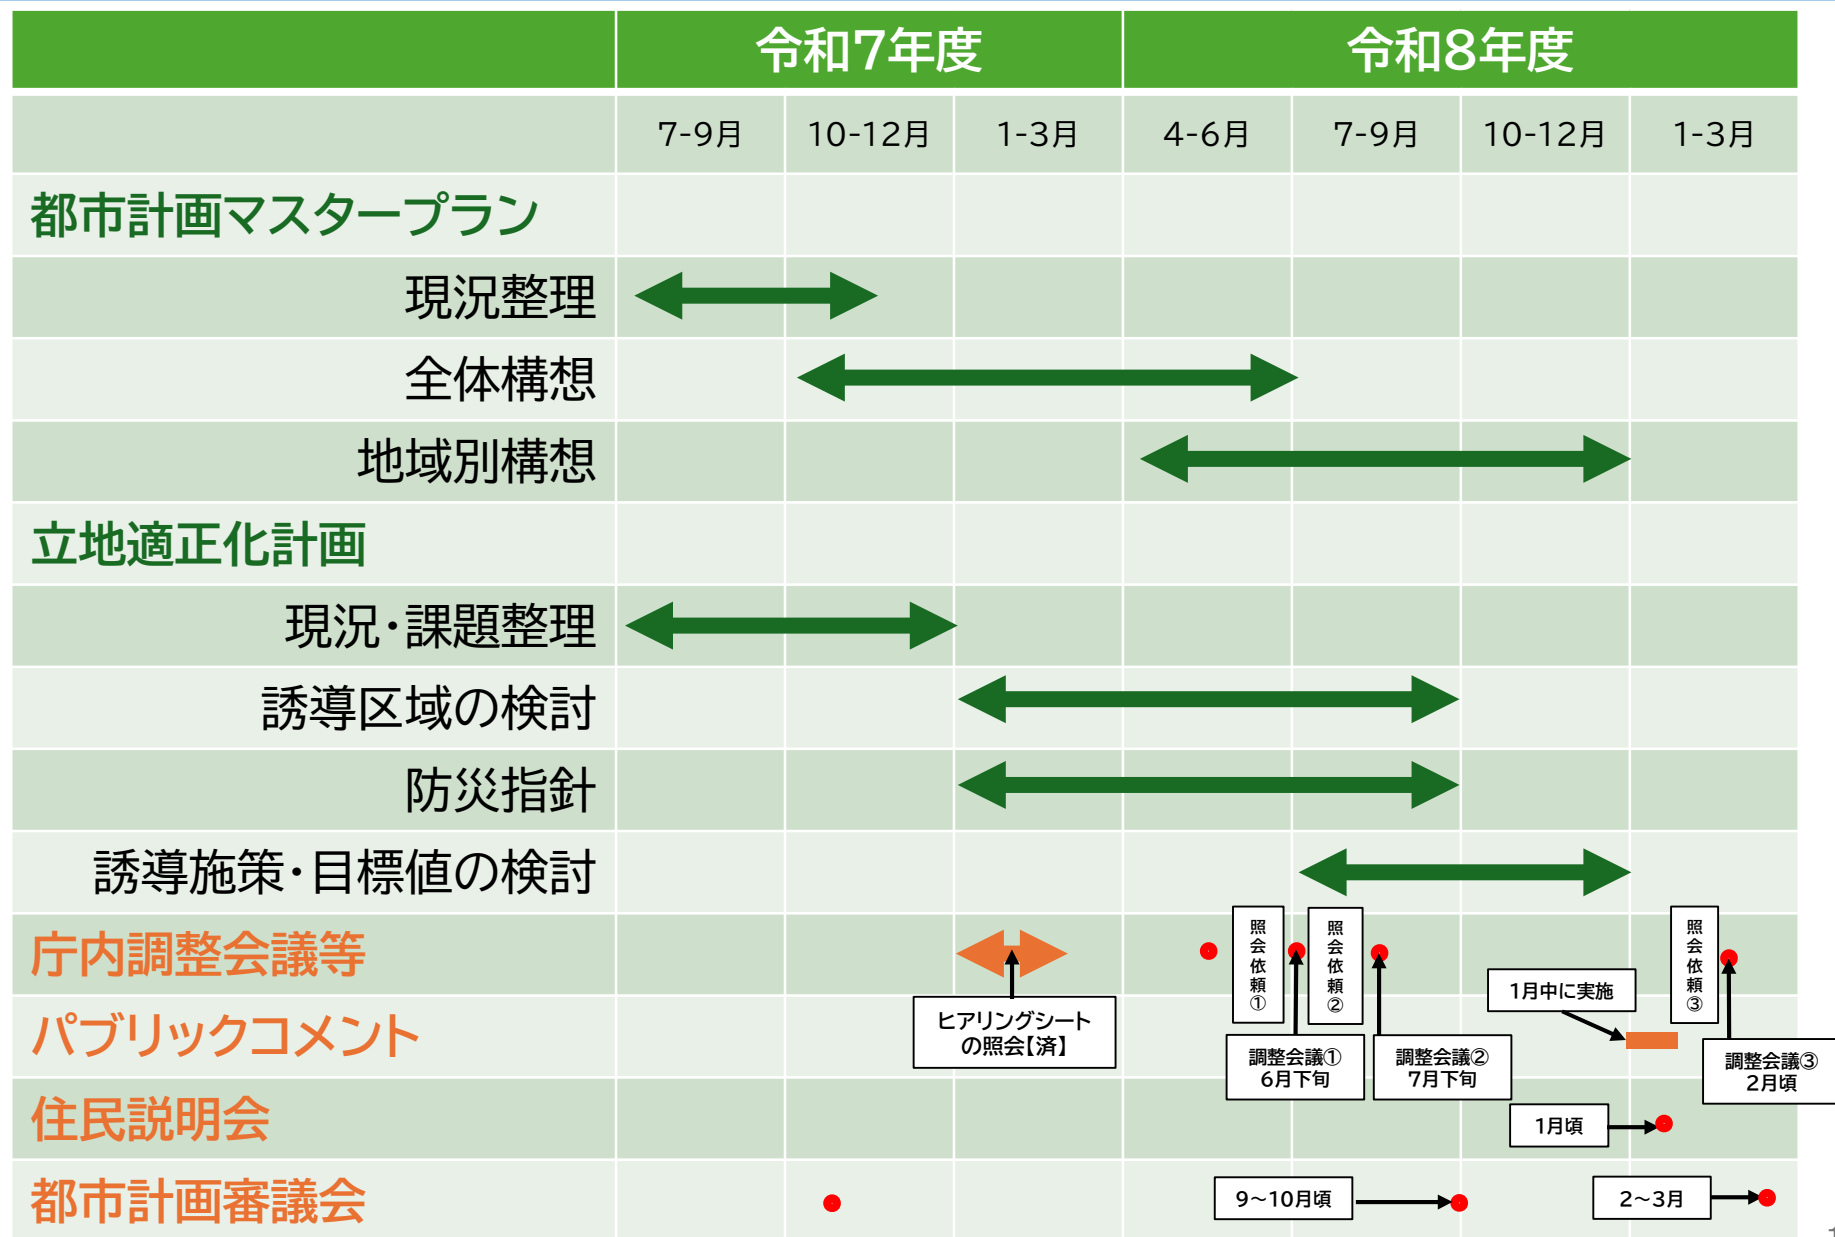 令和7年度 令和8年度
7-9月 10-12月 1-3月 4-6月 7-9月 10-12月 1-3月
都市計画マスタープラン
現況整理
全体構想
地域別構想
立地適正化計画
現況・課題整理
誘導区域の検討
防災指針
誘導施策・目標値の検討
庁内調整会議等
照会依頼①
照会依頼②
照会依頼③
ヒアリングシート
の照会【済】
調整会議①
6月下旬
調整会議②
7月下旬
調整会議③
2月頃
パブリックコメント
1月中に実施
住民説明会
1月頃
都市計画審議会
9～10月頃
2～3月